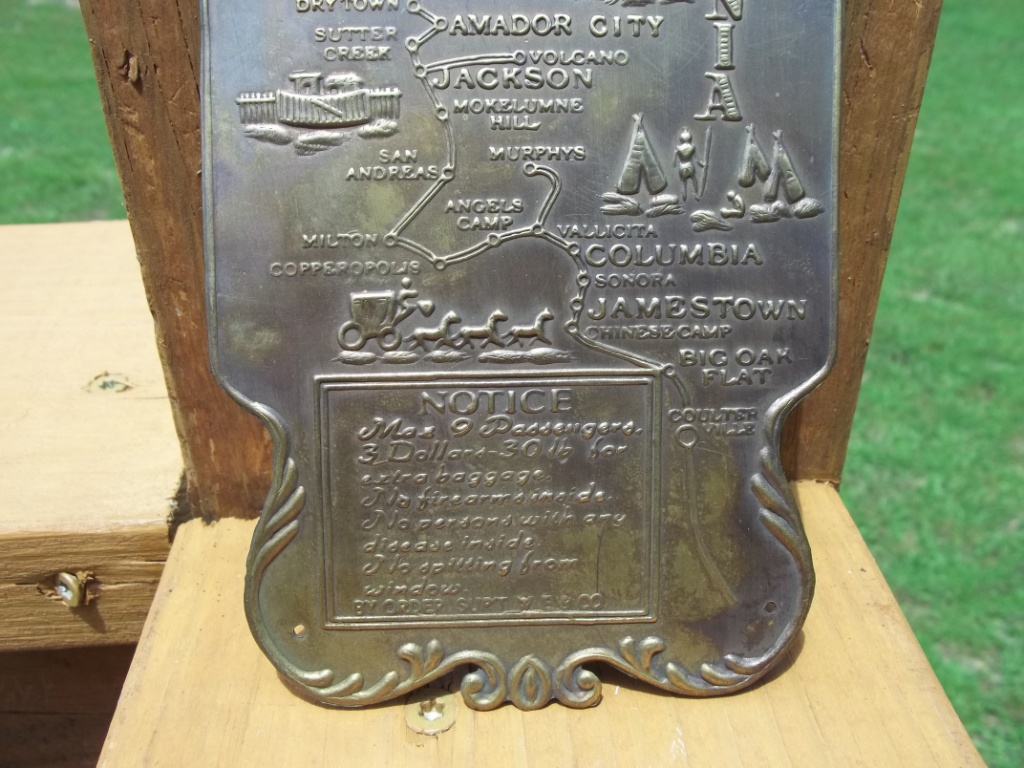 DRYTOWN
AMADOR CITY
SUTTER
CREEK
VOLCANO
JACKSON
MOKELUMNE
HILL
SAN
ANDREAS
MURPHYS
ANGELS
CAMP
MILTON
VALLICITA
COPPEROPOLIS
COLUMBIA
SONORA
JAMESTOWN
CHINESE CAMP
BIG OAK
FLAT
COULTER
VILLE
NIA
NOTICE
Max 9 Passengers.
3 Dollars-30 lb for
extra baggage.
No firearms inside.
No persons with any
disease inside
No spitting from
window.
BY ORDER SUPT